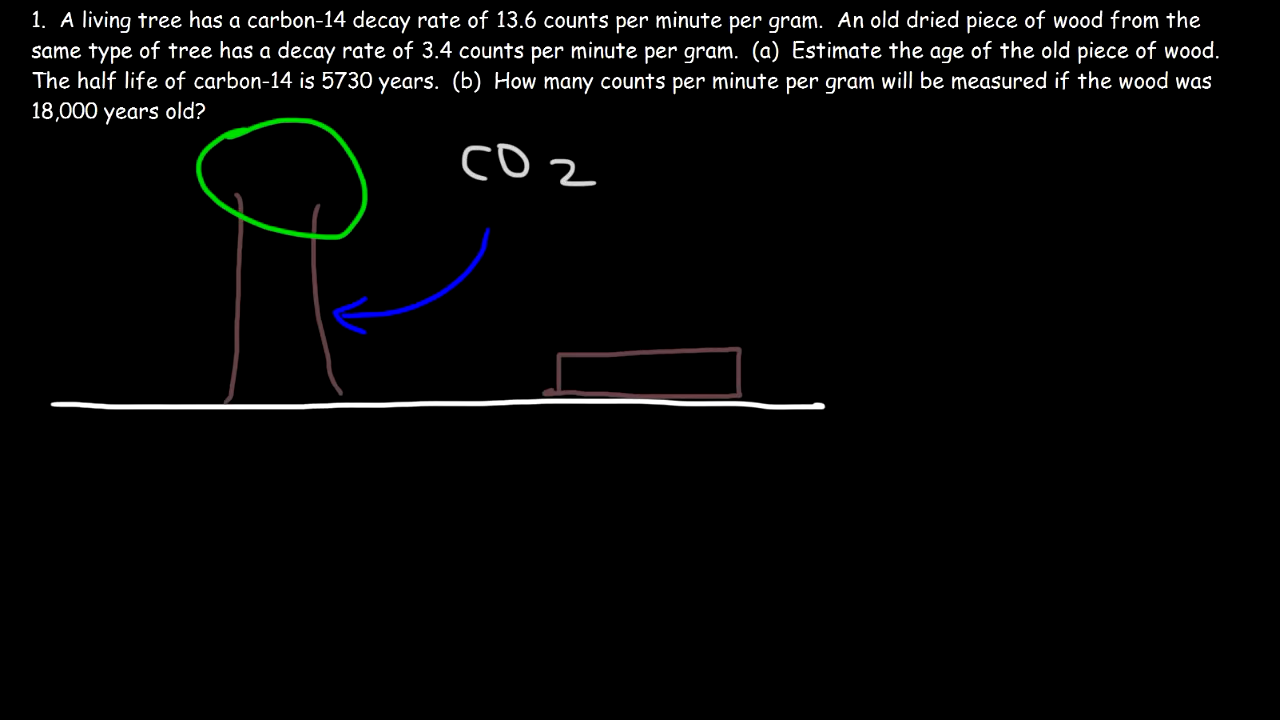 1. A living tree has a carbon-14 decay rate of 13.6 counts per minute per gram. An old dried piece of wood from the
same type of tree has a decay rate of 3.4 counts per minute per gram. (a) Estimate the age of the old piece of wood.
The half life of carbon-14 is 5730 years. (b) How many counts per minute per gram will be measured if the wood was
18,000 years old?
CO2